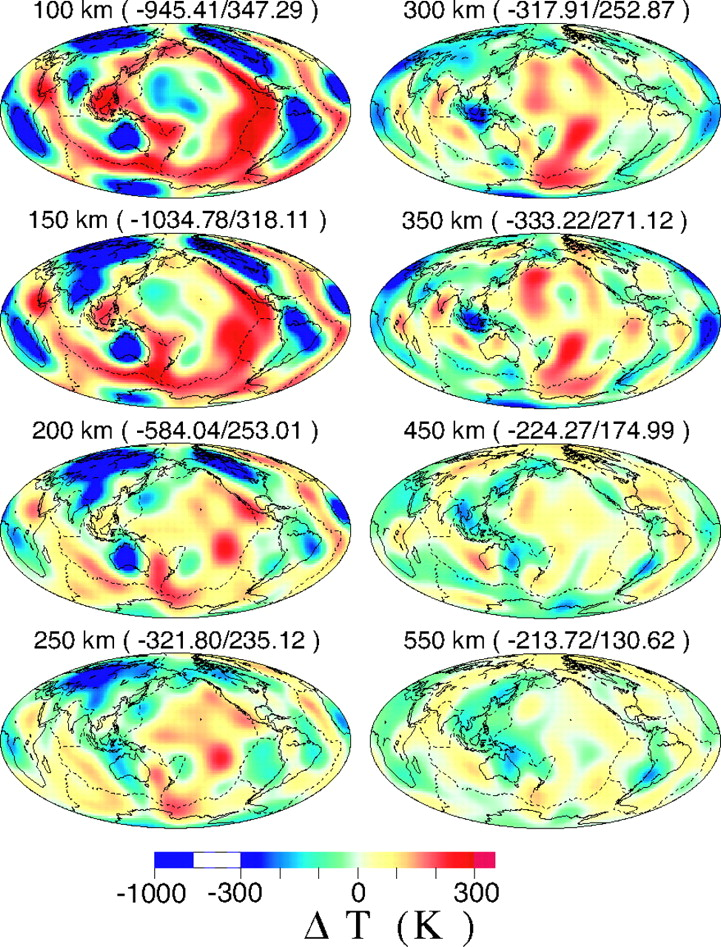 100 km ( -945.41/347.29 )
300 km ( -317.91/252.87 )
150 km ( -1034.78/318.11 )
350 km ( -333.22/271.12 )
200 km ( -584.04/253.01 )
450 km ( -224.27/174.99 )
250 km ( -321.80/235.12 )
550 km ( -213.72/130.62 )
-1000 -300 0 300
Δ T (K)